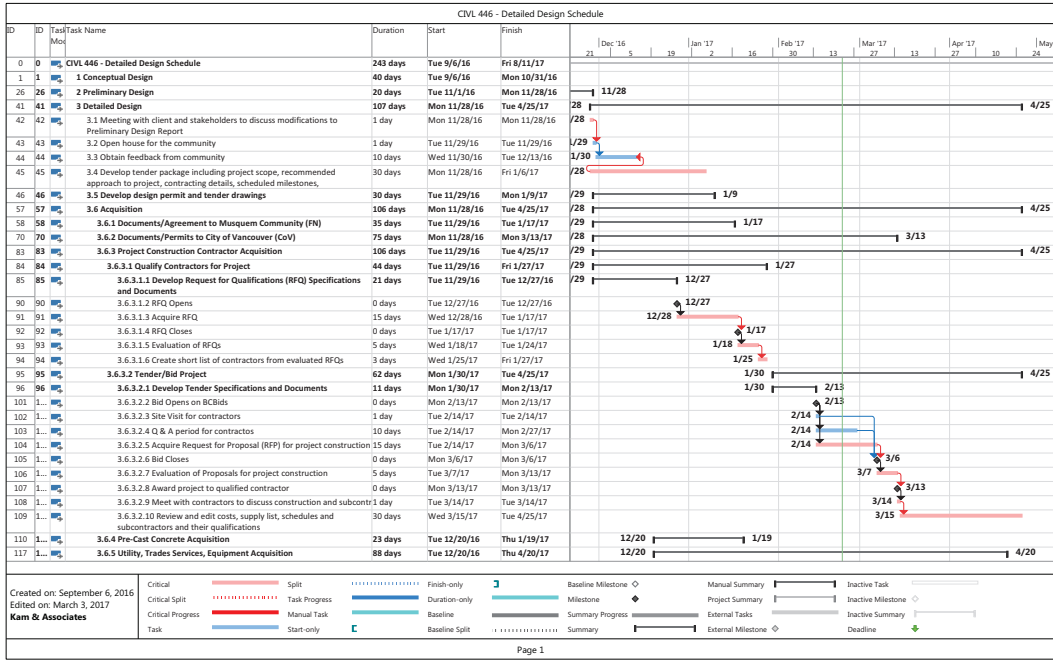 CIVL 446 - Detailed Design Schedule
ID ID Task Mod Task Name Duration Start Finish
Dec '16 Jan '17 Feb '17 Mar '17 Apr '17 May
21 5 19 2 16 30 13 27 13 27 10 24
0 0 CIVL 446 - Detailed Design Schedule 243 days Tue 9/6/16 Fri 8/11/17
1 1 1 Conceptual Design 40 days Tue 9/6/16 Mon 10/31/16
26 26 2 Preliminary Design 20 days Tue 11/1/16 Mon 11/28/16 11/28
41 41 3 Detailed Design 107 days Mon 11/28/16 Tue 4/25/17 28 4/25
42 42 3.1 Meeting with client and stakeholders to discuss modifications to 1 day Mon 11/28/16 Mon 11/28/16 /28
Preliminary Design Report
43 43 3.2 Open house for the community 1 day Tue 11/29/16 Tue 11/29/16 1/29
44 44 3.3 Obtain feedback from community 10 days Wed 11/30/16 Tue 12/13/16 1/30
45 45 3.4 Develop tender package including project scope, recommended 30 days Mon 11/28/16 Fri 1/6/17 /28
approach to project, contracting details, scheduled milestones,
46 46 3.5 Develop design permit and tender drawings 30 days Tue 11/29/16 Mon 1/9/17 /29 1/9
57 57 3.6 Acquisition 106 days Mon 11/28/16 Tue 4/25/17 /28 4/25
58 58 3.6.1 Documents/Agreement to Musquem Community (FN) 35 days Tue 11/29/16 Tue 1/17/17 /29 1/17
70 70 3.6.2 Documents/Permits to City of Vancouver (CoV) 75 days Mon 11/28/16 Mon 3/13/17 /28 3/13
83 83 3.6.3 Project Construction Contractor Acquisition 106 days Tue 11/29/16 Tue 4/25/17 /29 4/25
84 84 3.6.3.1 Qualify Contractors for Project 44 days Tue 11/29/16 Fri 1/27/17 /29 1/27
85 85 3.6.3.1.1 Develop Request for Qualifications (RFQ) Specifications 21 days Tue 11/29/16 Tue 12/27/16 /29 12/27
and Documents
90 90 3.6.3.1.2 RFQ Opens 0 days Tue 12/27/16 Tue 12/27/16 12/27
91 91 3.6.3.1.3 Acquire RFQ 15 days Wed 12/28/16 Tue 1/17/17 12/28
92 92 3.6.3.1.4 RFQ Closes 0 days Tue 1/17/17 Tue 1/17/17 1/17
93 93 3.6.3.1.5 Evaluation of RFQs 5 days Wed 1/18/17 Tue 1/24/17 1/18
94 94 3.6.3.1.6 Create short list of contractors from evaluated RFQs 3 days Wed 1/25/17 Fri 1/27/17 1/25
95 95 3.6.3.2 Tender/Bid Project 62 days Mon 1/30/17 Tue 4/25/17 1/30 4/25
96 96 3.6.3.2.1 Develop Tender Specifications and Documents 11 days Mon 1/30/17 Mon 2/13/17 1/30 2/13
101 1... 3.6.3.2.2 Bid Opens on BCBids 0 days Mon 2/13/17 Mon 2/13/17 2/13
102 1... 3.6.3.2.3 Site Visit for contractors 1 day Tue 2/14/17 Tue 2/14/17 2/14
103 1... 3.6.3.2.4 Q & A period for contractos 10 days Tue 2/14/17 Mon 2/27/17 2/14
104 1... 3.6.3.2.5 Acquire Request for Proposal (RFP) for project construction 15 days Tue 2/14/17 Mon 3/6/17 2/14
105 1... 3.6.3.2.6 Bid Closes 0 days Mon 3/6/17 Mon 3/6/17 3/6
106 1... 3.6.3.2.7 Evaluation of Proposals for project construction 5 days Tue 3/7/17 Mon 3/13/17 3/7
107 1... 3.6.3.2.8 Award project to qualified contractor 0 days Mon 3/13/17 Mon 3/13/17 3/13
108 1... 3.6.3.2.9 Meet with contractors to discuss construction and subcontr 1 day Tue 3/14/17 Tue 3/14/17 3/14
109 1... 3.6.3.2.10 Review and edit costs, supply list, schedules and 30 days Wed 3/15/17 Tue 4/25/17 3/15
subcontractors and their qualifications
110 1... 3.6.4 Pre-Cast Concrete Acquisition 23 days Tue 12/20/16 Thu 1/19/17 12/20 1/19
117 1... 3.6.5 Utility, Trades Services, Equipment Acquisition 88 days Tue 12/20/16 Thu 4/20/17 12/20 4/20
Created on: September 6, 2016
Edited on: March 3, 2017
Kam & Associates
Critical Split Finish-only Baseline Milestone Manual Summary Inactive Task
Critical Split Task Progress Duration-only Milestone Project Summary Inactive Milestone
Critical Progress Manual Task Baseline Summary Progress External Tasks Inactive Summary
Task Start-only Baseline Split Summary External Milestone Deadline
Page 1